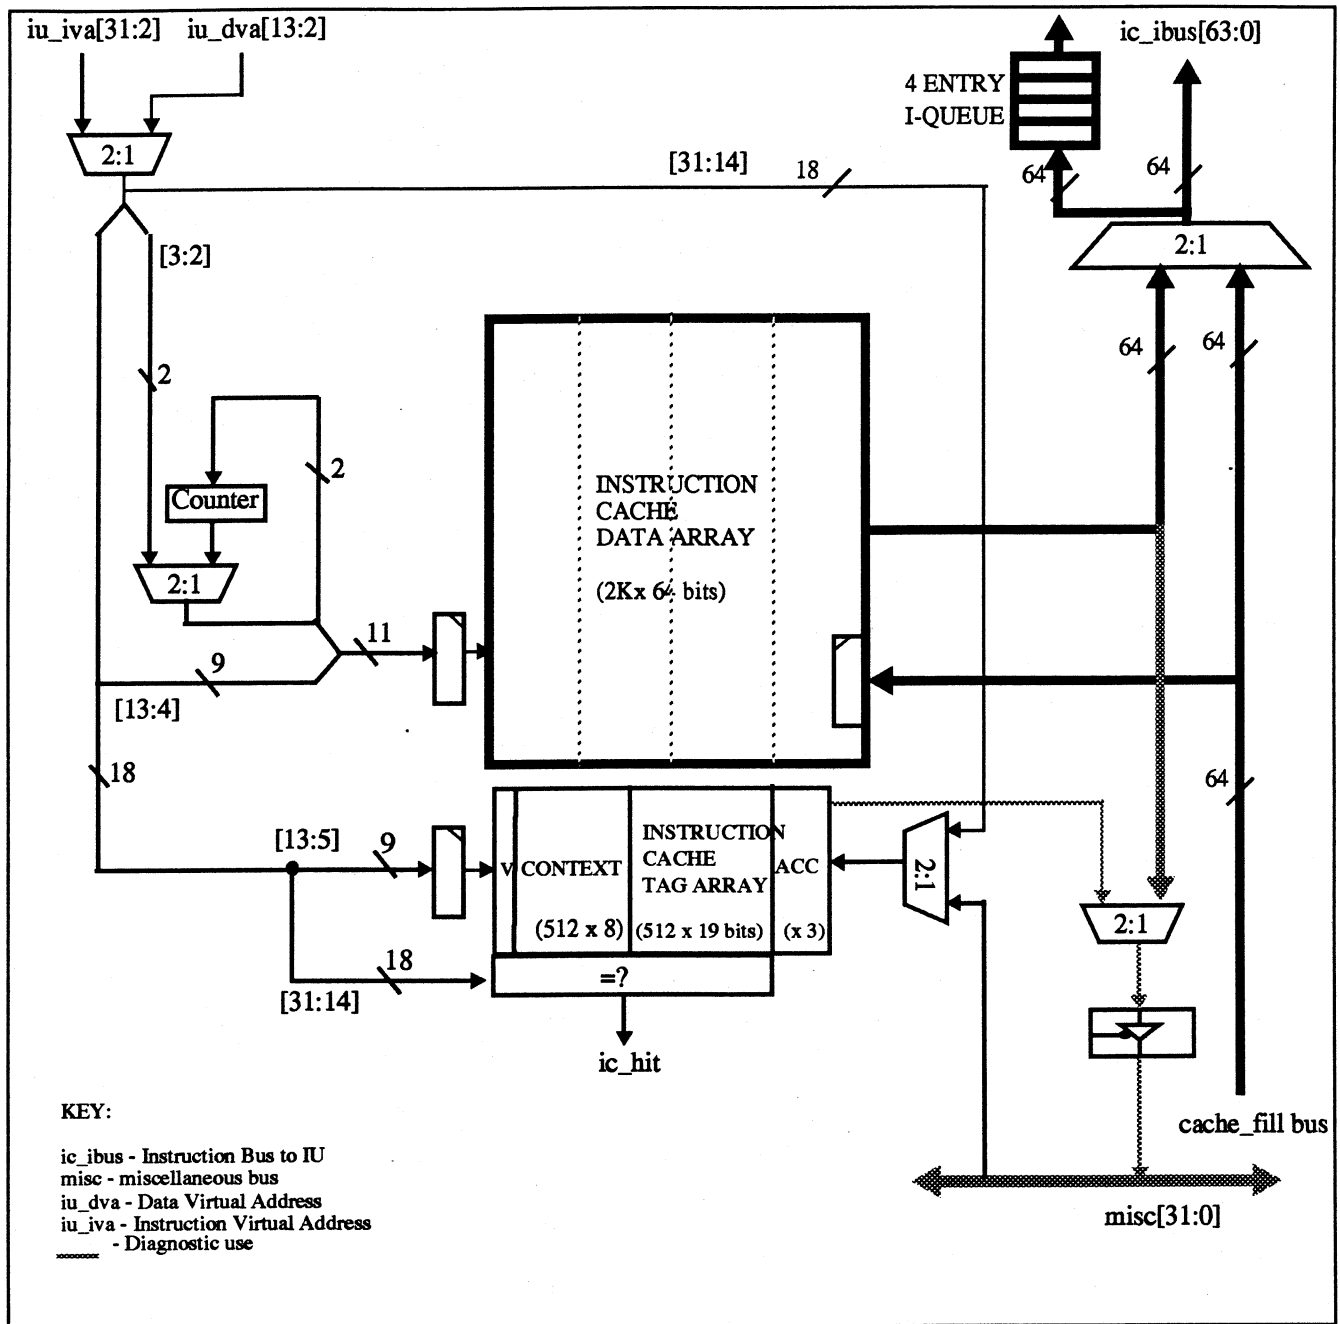 iu_iva[31:2]
iu_dva[13:2]
ic_ibus[63:0]
4 ENTRY
I-QUEUE
2:1
[31:14]
18
64
64
2:1
[3:2]
2
64
64
2
Counter
2:1
INSTRUCTION
CACHE
DATA ARRAY
(2Kx 64 bits)
11
9
[13:4]
18
64
[13:5]
9
V
CONTEXT
(512 x 8)
INSTRUCTION
CACHE
TAG ARRAY
(512 x 19 bits)
ACC
(x 3)
2:1
2:1
18
[31:14]
=?
ic_hit
cache_fill bus
misc[31:0]
KEY:
ic_ibus - Instruction Bus to IU
misc - miscellaneous bus
iu_dva - Data Virtual Address
iu_iva - Instruction Virtual Address
- Diagnostic use